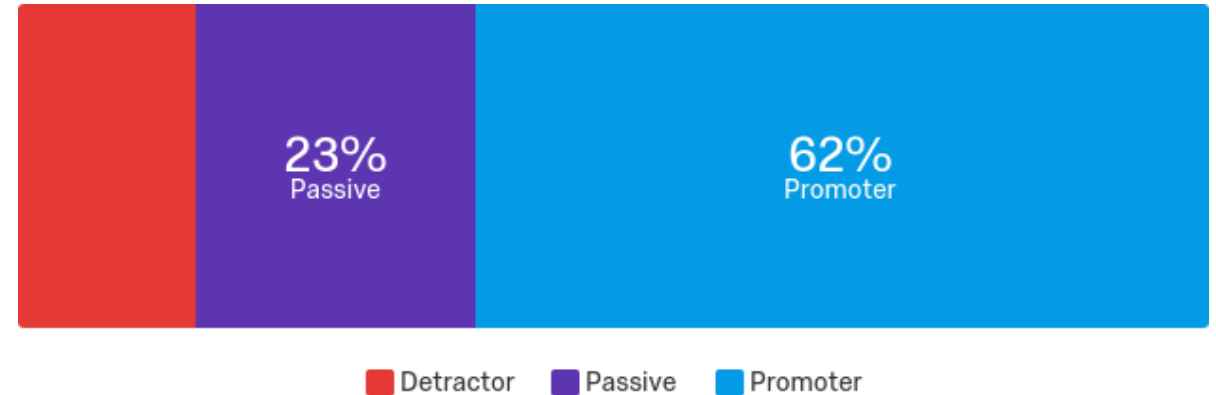 23%
Passive
62%
Promoter
Detractor Passive Promoter